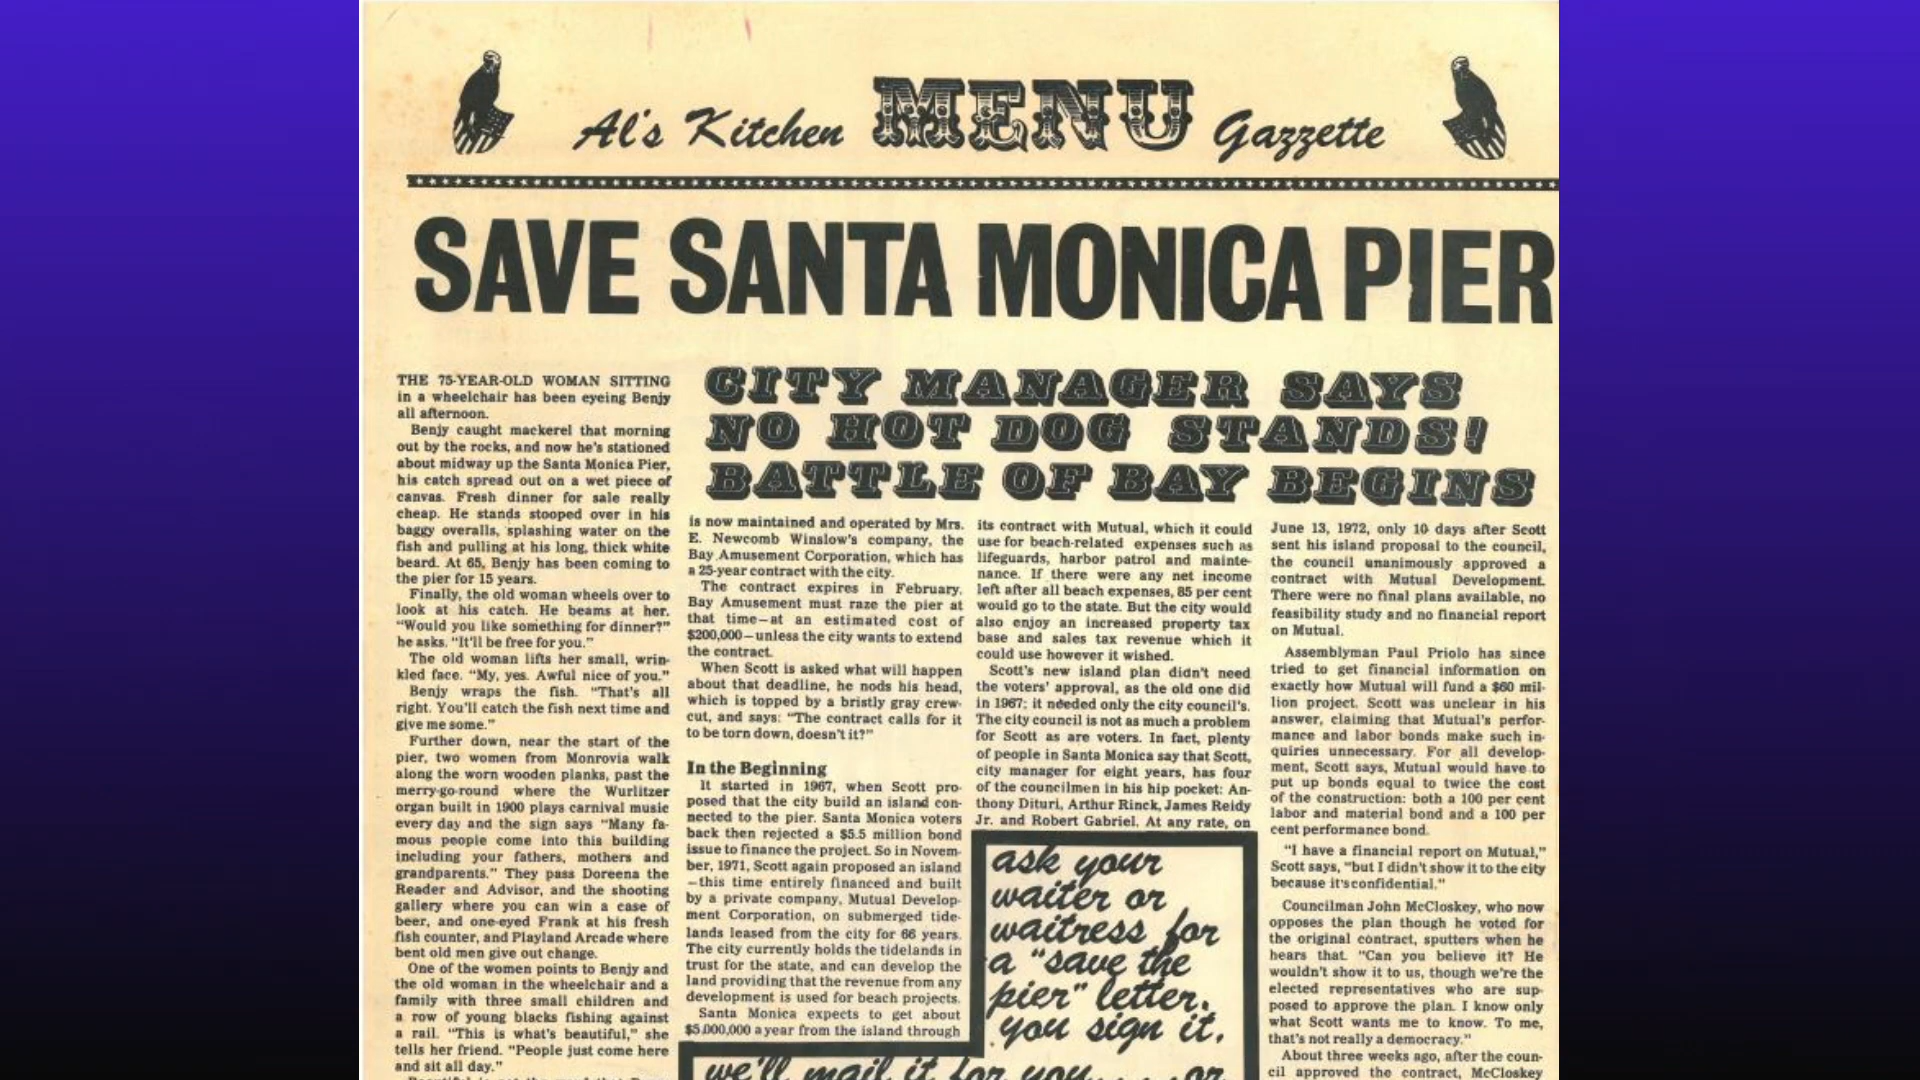 Al's Kitchen MENU Gazzette
SAVE SANTA MONICA PIER
CITY MANAGER SAYS
NO HOT DOG STANDS!
BATTLE OF BAY BEGINS
THE 75-YEAR-OLD WOMAN SITTING
in a wheelchair has been eyeing Benjy
all afternoon.
Benjy caught mackerel that morning
out by the rocks, and now he's stationed
about midway up the Santa Monica Pier,
his catch spread out on a wet piece of
canvas. Fresh dinner for sale really
cheap. He stands stooped over in his
baggy overalls, splashing water on the
fish and pulling at his long, thick white
beard. At 65, Benjy has been coming to
the pier for 15 years.
Finally, the old woman wheels over to
look at his catch. He beams at her.
"Would you like something for dinner?"
he asks. "It'll be free for you."
The old woman lifts her small, wrin-
kled face. "My, yes. Awful nice of you."
Benjy wraps the fish. "That's all
right. You'll catch the fish next time and
give me some."
Further down, near the start of the
pier, two women from Monrovia walk
along the worn wooden planks, past the
merry-go-round where the Wurlitzer
organ built in 1900 plays carnival music
every day and the sign says "Many fa-
mous people come into this building
including your fathers, mothers and
grandparents." They pass Doreena the
Reader and Advisor, and the shooting
gallery where you can win a case of
beer, and one-eyed Frank at his fresh
fish counter, and Playland Arcade where
bent old men give out change.
One of the women points to Benjy and
the old woman in the wheelchair and a
family with three small children and
a row of young blacks fishing against
a rail. "This is what's beautiful," she
tells her friend. "People just come here
and sit all day."
is now maintained and operated by Mrs.
E. Newcomb Winslow's company, the
Bay Amusement Corporation, which has
a 25-year contract with the city.
The contract expires in February.
Bay Amusement must raze the pier at
that time—at an estimated cost of
$200,000—unless the city wants to extend
the contract.
When Scott is asked what will happen
about that deadline, he nods his head,
which is topped by a bristly gray crew-
cut, and says: "The contract calls for it
to be torn down, doesn't it?"
In the Beginning
It started in 1967, when Scott pro-
posed that the city build an island con-
nected to the pier. Santa Monica voters
back then rejected a $5.5 million bond
issue to finance the project. So in Novem-
ber, 1971, Scott again proposed an island
—this time entirely financed and built
by a private company, Mutual Develop-
ment Corporation, on submerged tide-
lands leased from the city for 66 years.
The city currently holds the tidelands in
trust for the state, and can develop the
land providing that the revenue from any
development is used for beach projects.
Santa Monica expects to get about
$5,000,000 a year from the island through
its contract with Mutual, which it could
use for beach-related expenses such as
lifeguards, harbor patrol and mainte-
nance. If there were any net income
left after all beach expenses, 85 per cent
would go to the state. But the city would
also enjoy an increased property tax
base and sales tax revenue which it
could use however it wished.
Scott's new island plan didn't need
the voters' approval, as the old one did
in 1967; it needed only the city council's.
The city council is not as much a problem
for Scott as are voters. In fact, plenty
of people in Santa Monica say that Scott,
city manager for eight years, has four
of the councilmen in his hip pocket: An-
thony Dituri, Arthur Rinck, James Reidy
Jr. and Robert Gabriel. At any rate, on
June 13, 1972, only 10 days after Scott
sent his island proposal to the council,
the council unanimously approved a
contract with Mutual Development.
There were no final plans available, no
feasibility study and no financial report
on Mutual.
Assemblyman Paul Priolo has since
tried to get financial information on
exactly how Mutual will fund a $60 mil-
lion project. Scott was unclear in his
answer, claiming that Mutual's perfor-
mance and labor bonds make such in-
quiries unnecessary. For all develop-
ment, Scott says, Mutual would have to
put up bonds equal to twice the cost
of the construction: both a 100 per cent
labor and material bond and a 100 per
cent performance bond.
"I have a financial report on Mutual,"
Scott says, "but I didn't show it to the city
because it's confidential."
Councilman John McCloskey, who now
opposes the plan though he voted for
the original contract, sputters when he
hears that. "Can you believe it? He
wouldn't show it to us, though we're the
elected representatives who are sup-
posed to approve the plan. I know only
what Scott wants me to know. To me,
that's not really a democracy."
About three weeks ago, after the coun-
cil approved the contract, McCloskey
ask your
waiter or
waitress for
a "save the
pier" letter.
you sign it,
we'll mail it for you.... or